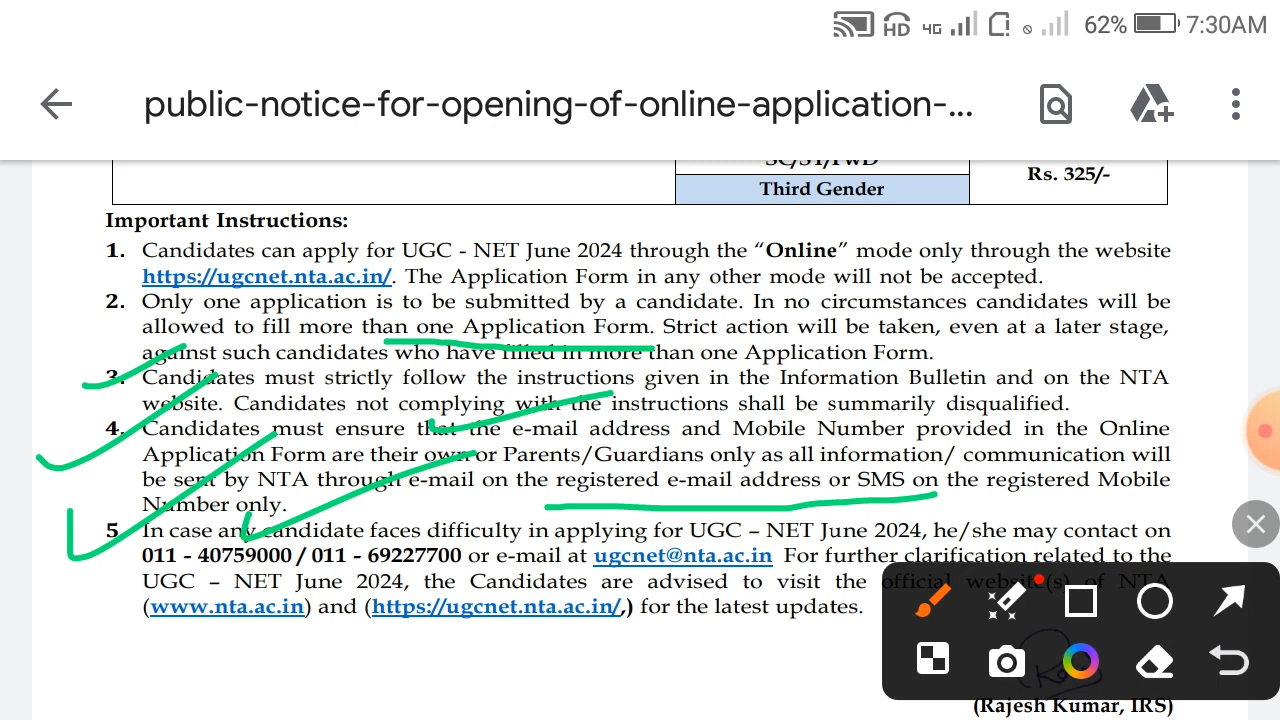 HD 4G 62% 7:30AM
public-notice-for-opening-of-online-application-...
SC/ST/PwD
Rs. 325/-
Third Gender
Important Instructions:
1. Candidates can apply for UGC - NET June 2024 through the “Online” mode only through the website
https://ugcnet.nta.ac.in/. The Application Form in any other mode will not be accepted.
2. Only one application is to be submitted by a candidate. In no circumstances candidates will be
allowed to fill more than one Application Form. Strict action will be taken, even at a later stage,
against such candidates who have filled in more than one Application Form.
3. Candidates must strictly follow the instructions given in the Information Bulletin and on the NTA
website. Candidates not complying with the instructions shall be summarily disqualified.
4. Candidates must ensure that the e-mail address and Mobile Number provided in the Online
Application Form are their own or Parents/Guardians only as all information/ communication will
be sent by NTA through e-mail on the registered e-mail address or SMS on the registered Mobile
Number only.
5. In case any candidate faces difficulty in applying for UGC – NET June 2024, he/she may contact on
011 - 40759000 / 011 - 69227700 or e-mail at ugcnet@nta.ac.in For further clarification related to the
UGC – NET June 2024, the Candidates are advised to visit the official website(s) of NTA
(www.nta.ac.in) and (https://ugcnet.nta.ac.in/,) for the latest updates.
(Rajesh Kumar, IRS)